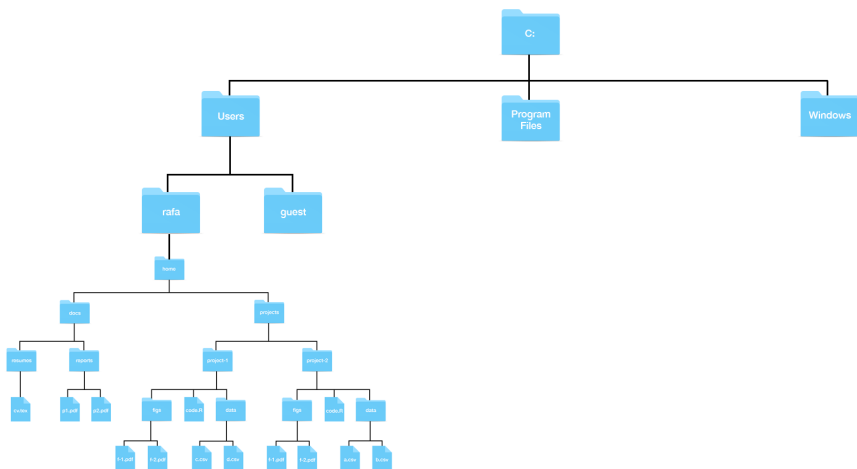 C:
Users
Program
Files
Windows
rafa
guest
home
docs
projects
resumes
reports
project-1
project-2
cv.tex
p1.pdf
p2.pdf
figs
code.R
data
figs
code.R
data
f-1.pdf
f-2.pdf
c.csv
d.csv
f-1.pdf
f-2.pdf
a.csv
b.csv